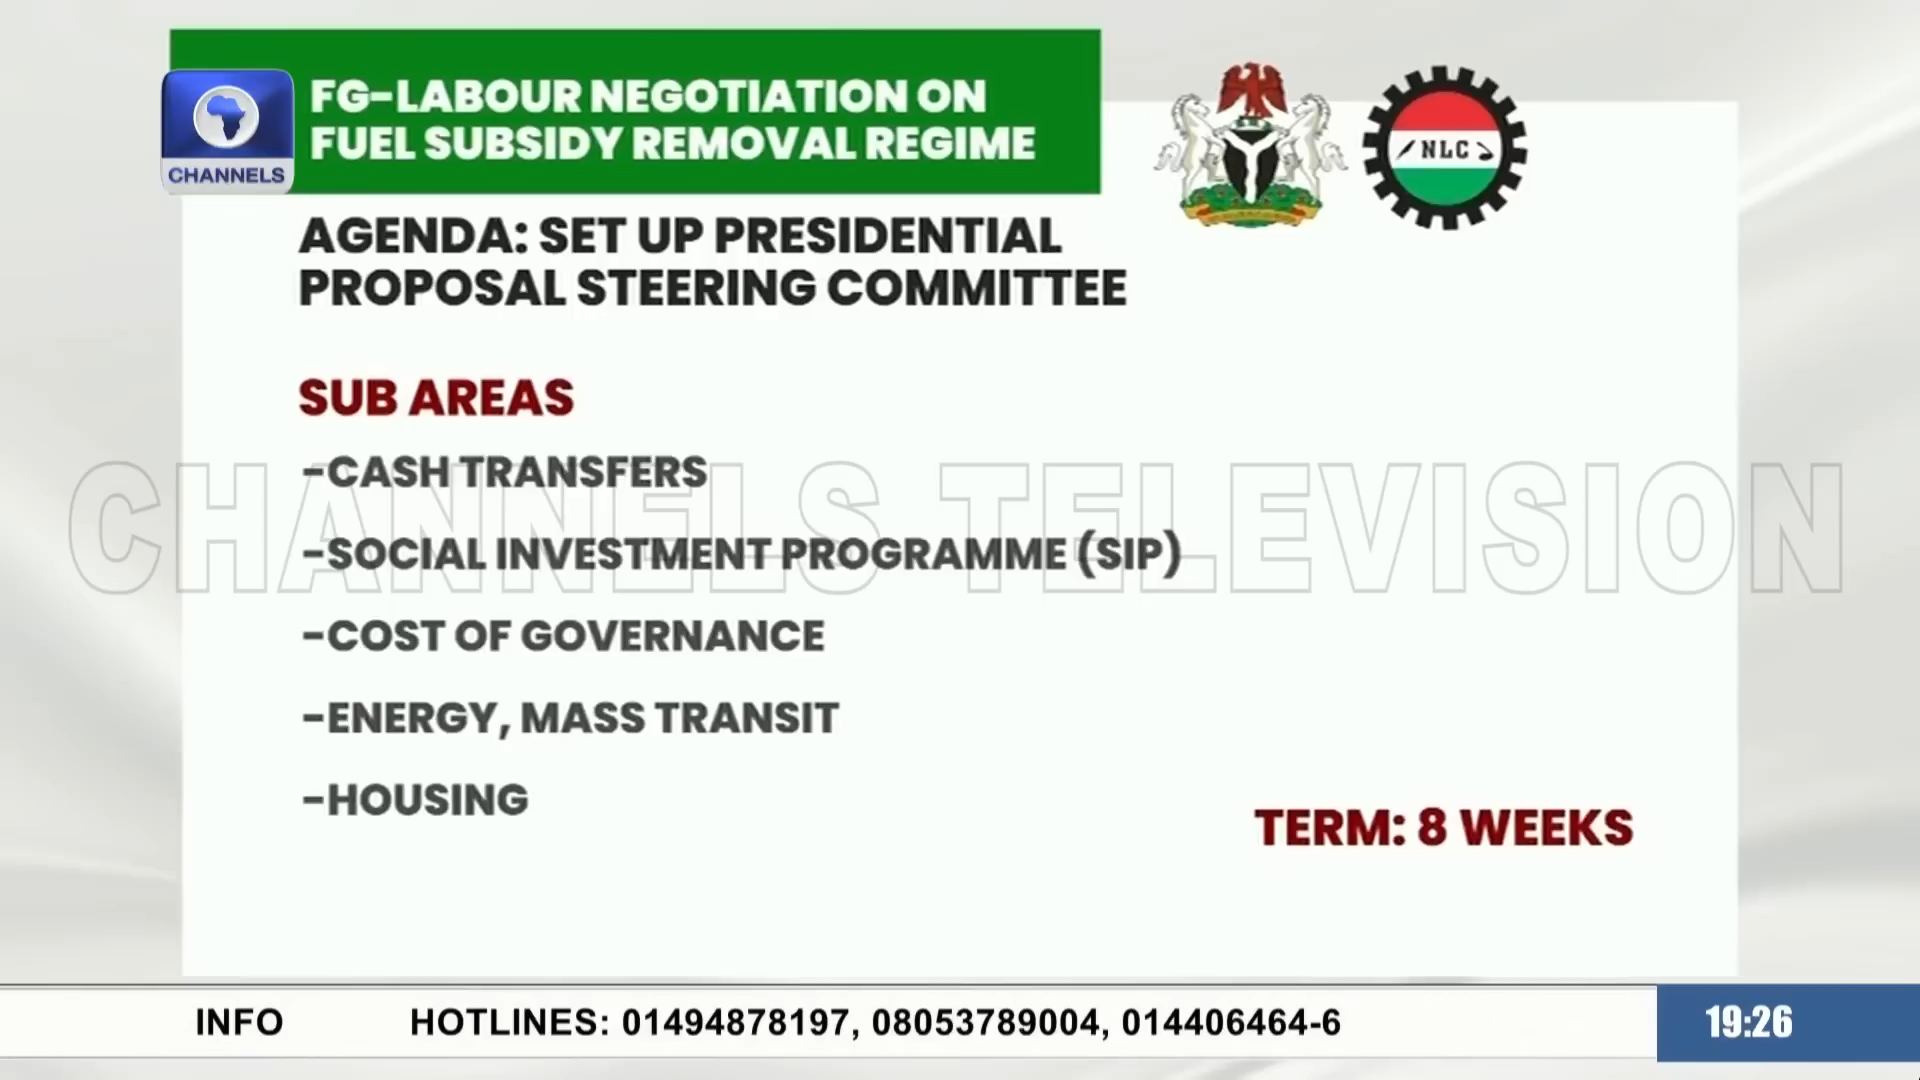 FG-LABOUR NEGOTIATION ON
FUEL SUBSIDY REMOVAL REGIME
CHANNELS
NLC
AGENDA: SET UP PRESIDENTIAL
PROPOSAL STEERING COMMITTEE
SUB AREAS
-CASH TRANSFERS
-SOCIAL INVESTMENT PROGRAMME (SIP)
CHANNELS TELEVISION
-COST OF GOVERNANCE
-ENERGY, MASS TRANSIT
-HOUSING
TERM: 8 WEEKS
INFO HOTLINES: 01494878197, 08053789004, 014406464-6
19:26